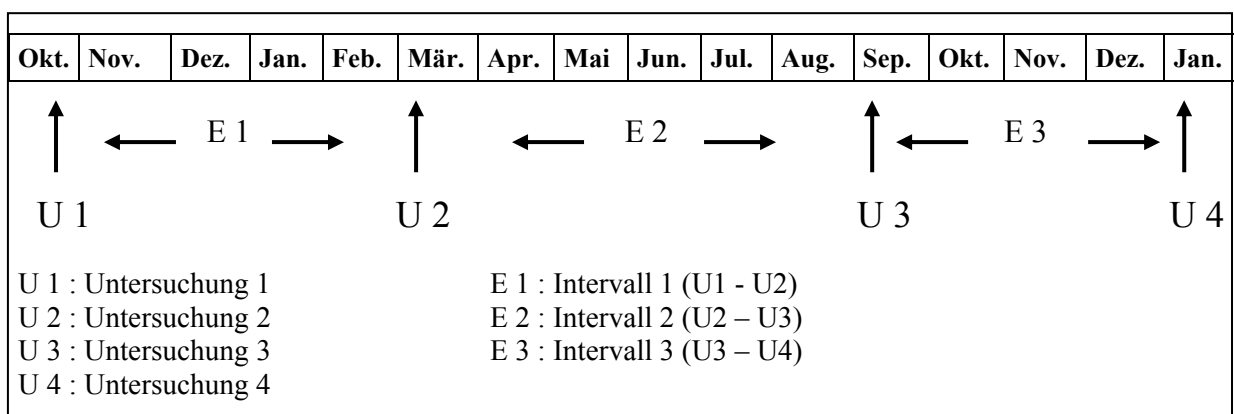 Okt. Nov. Dez. Jan. Feb. Mär. Apr. Mai Jun. Jul. Aug. Sep. Okt. Nov. Dez. Jan.
E 1 E 2 E 3
U 1 U 2 U 3 U 4
U 1 : Untersuchung 1 E 1 : Intervall 1 (U1 - U2)
U 2 : Untersuchung 2 E 2 : Intervall 2 (U2 – U3)
U 3 : Untersuchung 3 E 3 : Intervall 3 (U3 – U4)
U 4 : Untersuchung 4